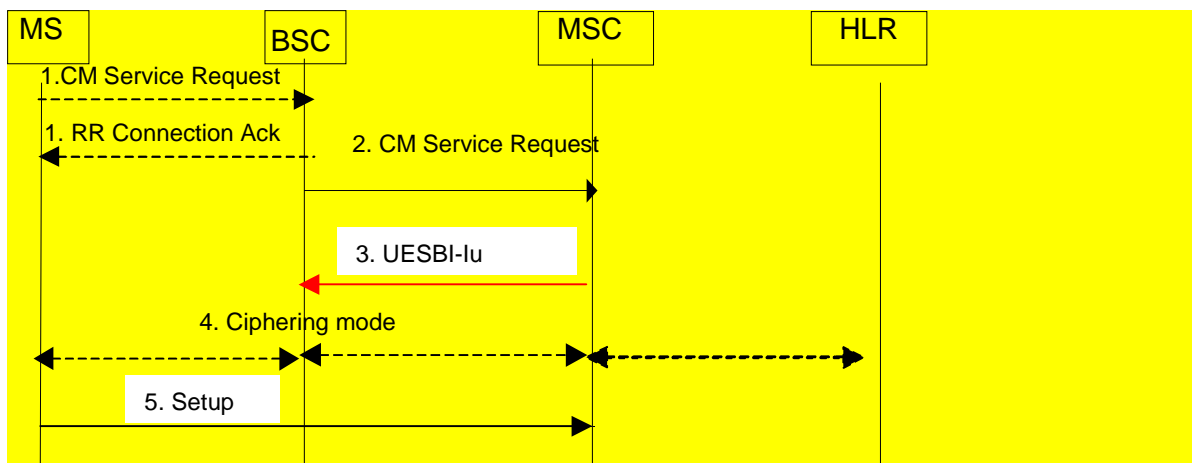 MS
BSC
MSC
HLR
1.CM Service Request
1. RR Connection Ack
2. CM Service Request
3. UESBI-Iu
4. Ciphering mode
5. Setup